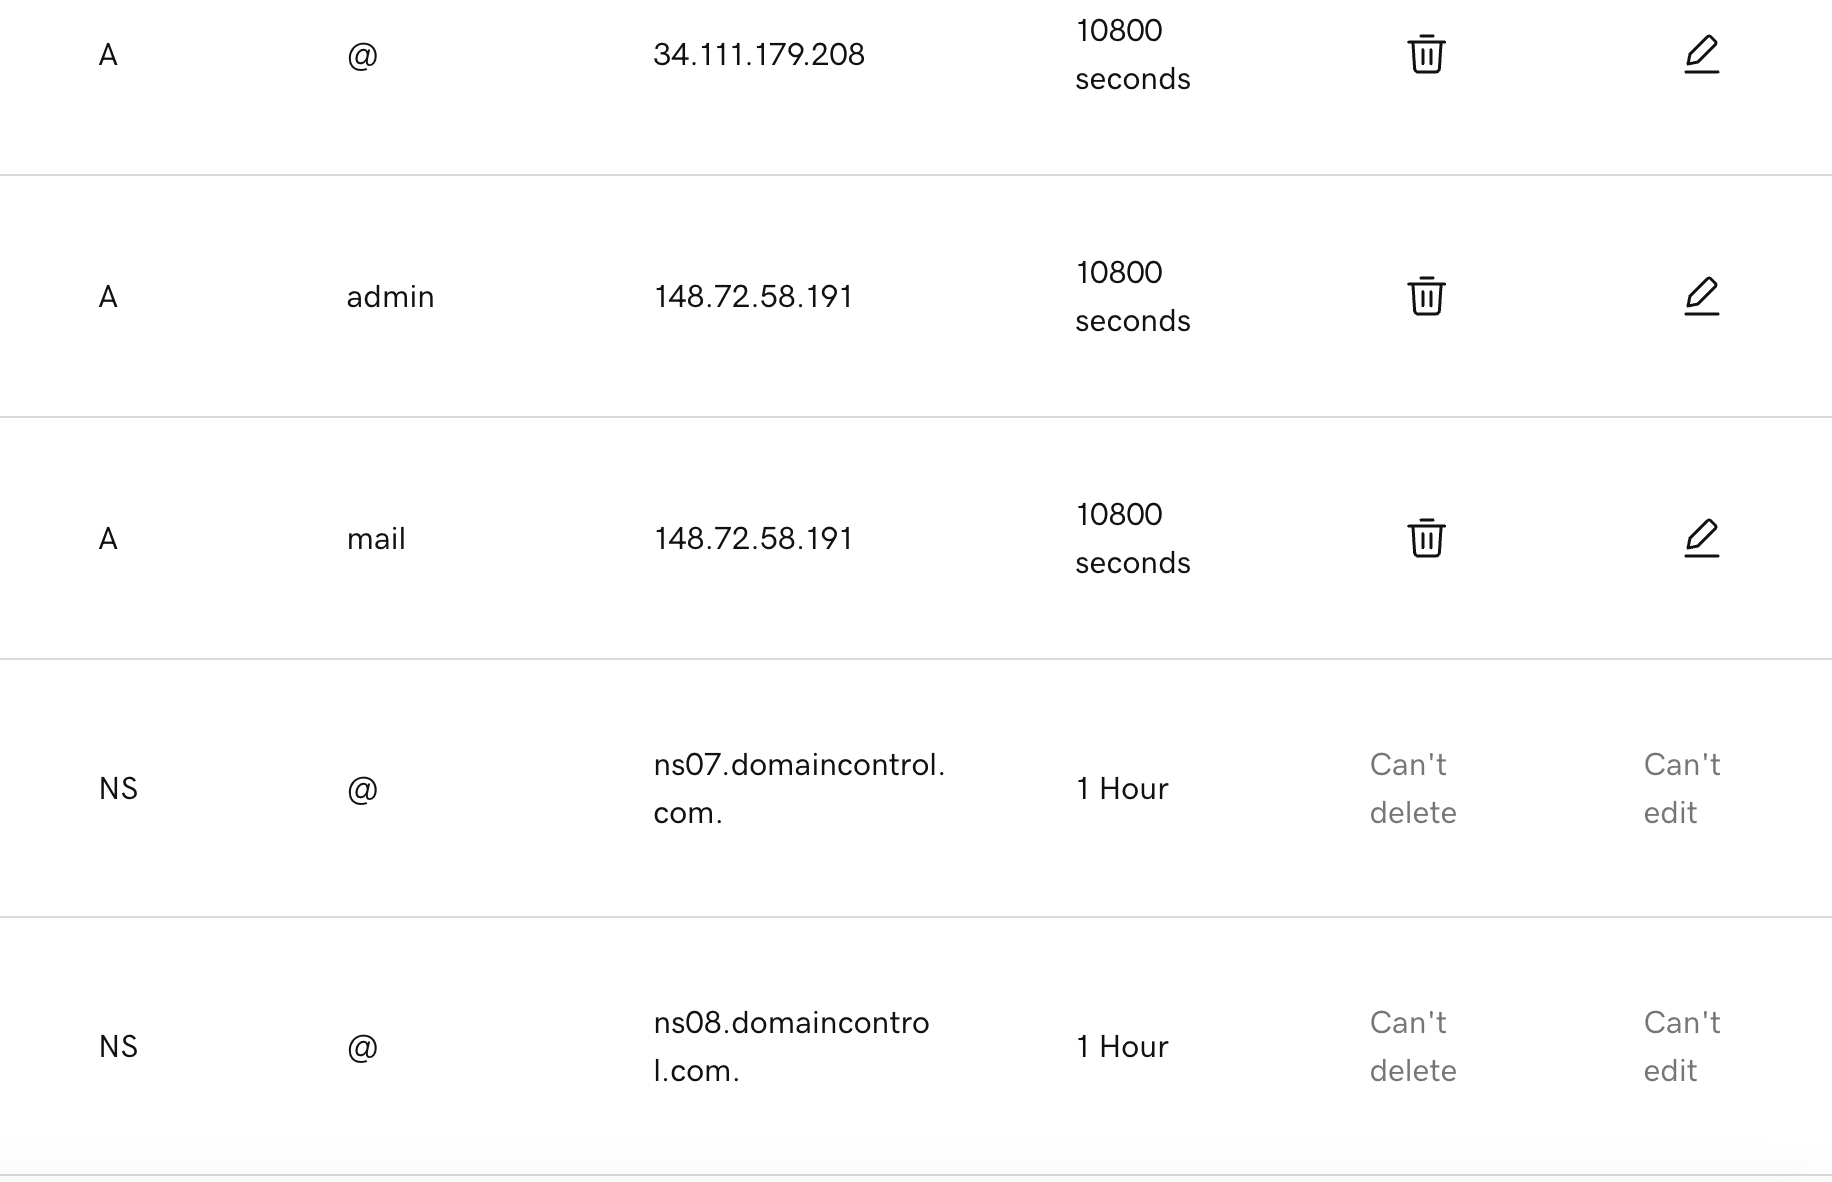 A @ 34.111.179.208 10800 seconds
A admin 148.72.58.191 10800 seconds
A mail 148.72.58.191 10800 seconds
NS @ ns07.domaincontrol.com. 1 Hour Can't delete Can't edit
NS @ ns08.domaincontrol.com. 1 Hour Can't delete Can't edit